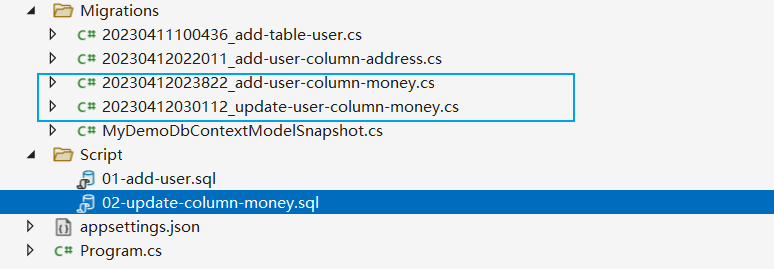 Migrations
C# 20230411100436_add-table-user.cs
C# 20230412022011_add-user-column-address.cs
C# 20230412023822_add-user-column-money.cs
C# 20230412030112_update-user-column-money.cs
C# MyDemoDbContextModelSnapshot.cs
Script
01-add-user.sql
02-update-column-money.sql
appsettings.json
C# Program.cs